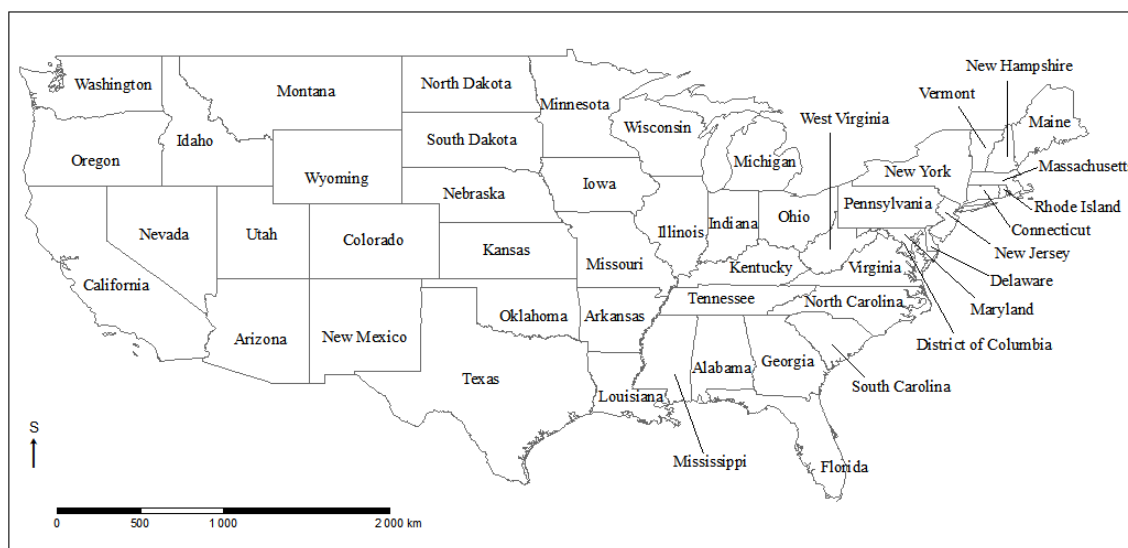 New Hampshire
Washington
Montana
North Dakota
Minnesota
Vermont
Maine
Idaho
Oregon
South Dakota
Wisconsin
West Virginia
Michigan
Massachusetts
Wyoming
New York
Nebraska
Iowa
Pennsylvania
Rhode Island
Nevada
Utah
Colorado
Illinois
Indiana
Ohio
Connecticut
Kansas
New Jersey
California
Missouri
Kentucky
Virginia
Delaware
Tennessee
North Carolina
Maryland
Oklahoma
Arkansas
Arizona
New Mexico
District of Columbia
Georgia
Alabama
Texas
South Carolina
Louisiana
S
Mississippi
Florida
0 500 1 000 2 000 km